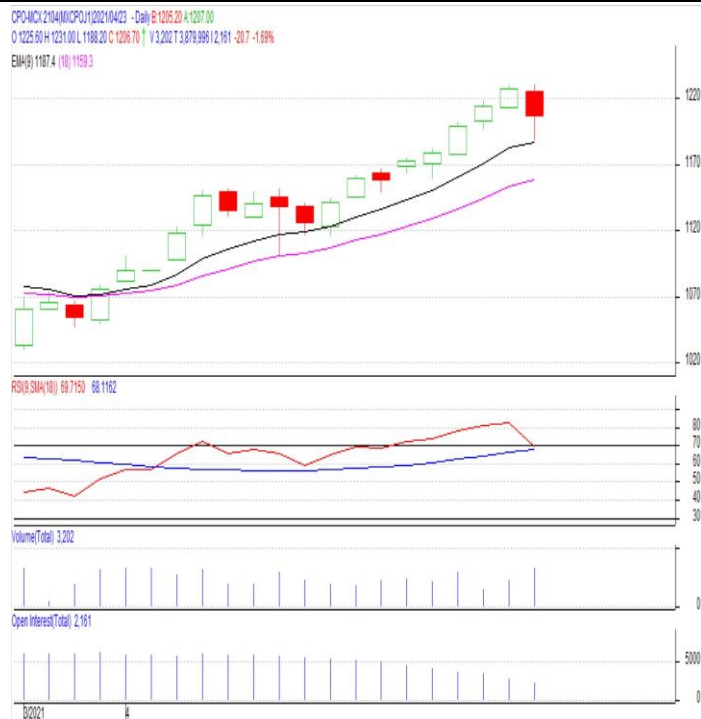 CPO-MCX 2104(MXCPOJ1)2021/04/23 - Daily B:1205.20 A:1207.00
O 1225.60 H 1231.00 L 1188.20 C 1206.70 ↑ V 3,202 T 3,879,996 I 2,161 -20.7 -1.69%
EMA(9) 1187.4 (18) 1159.3
1220
1170
1120
1070
1020
RSI(9,SMA(18)) 69.7150 68.1162
80
70
60
50
40
30
Volume(Total) 3,202
0
Open Interest(Total) 2,161
5000
0
3/2021 4